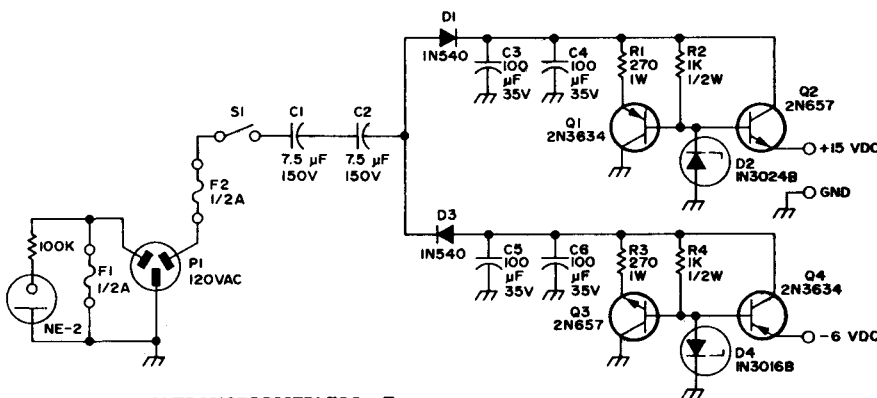 D1
1N540
C3
100
µF
35V
C4
100
µF
35V
R1
270
1W
R2
1K
1/2W
Q2
2N657
Q1
2N3634
+15 VDC
D2
1N3024B
GND
S1
C1
7.5 µF
150V
C2
7.5 µF
150V
F2
1/2A
100K
F1
1/2A
P1
120VAC
NE-2
D3
1N540
C5
100
µF
35V
C6
100
µF
35V
R3
270
1W
R4
1K
1/2W
Q4
2N3634
Q3
2N657
-6 VDC
D4
1N3016B